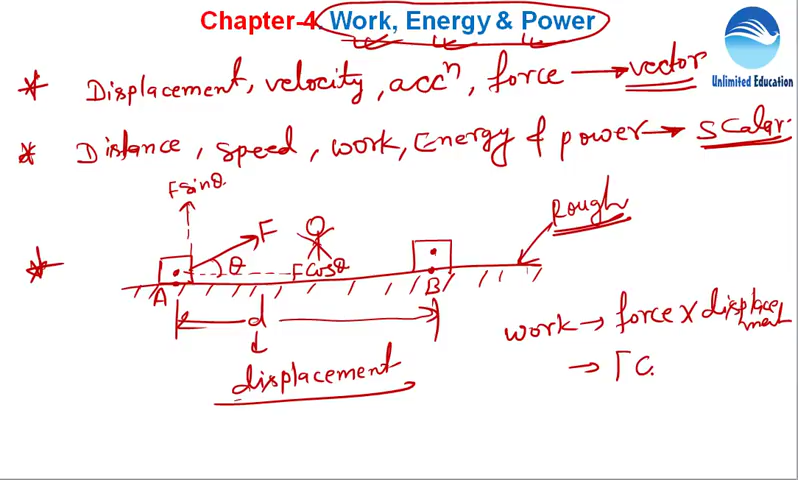 Chapter-4 Work, Energy & Power
Unlimited Education
Displacement, velocity, accⁿ, force → vector
Distance, speed, work, Energy & power → scalar.
Fsinθ
F
Rough
θ
Fcosθ
A
B
d
work → force × displacement
displacement